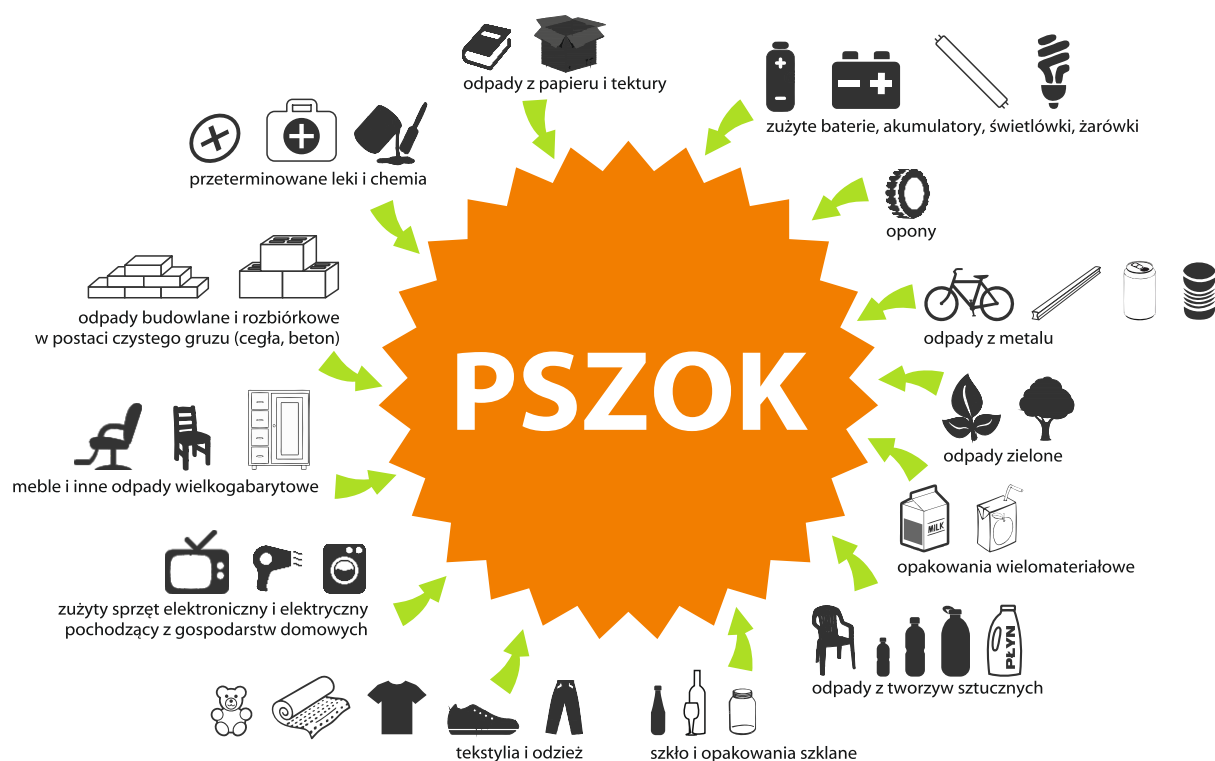 odpady z papieru i tektury
zużyte baterie, akumulatory, świetlówki, żarówki
przeterminowane leki i chemia
opony
odpady budowlane i rozbiórkowe
w postaci czystego gruzu (cegła, beton)
odpady z metalu
PSZOK
odpady zielone
meble i inne odpady wielkogabarytowe
MILK
opakowania wielomateriałowe
zużyty sprzęt elektroniczny i elektryczny
pochodzący z gospodarstw domowych
PŁYN
odpady z tworzyw sztucznych
tekstylia i odzież
szkło i opakowania szklane